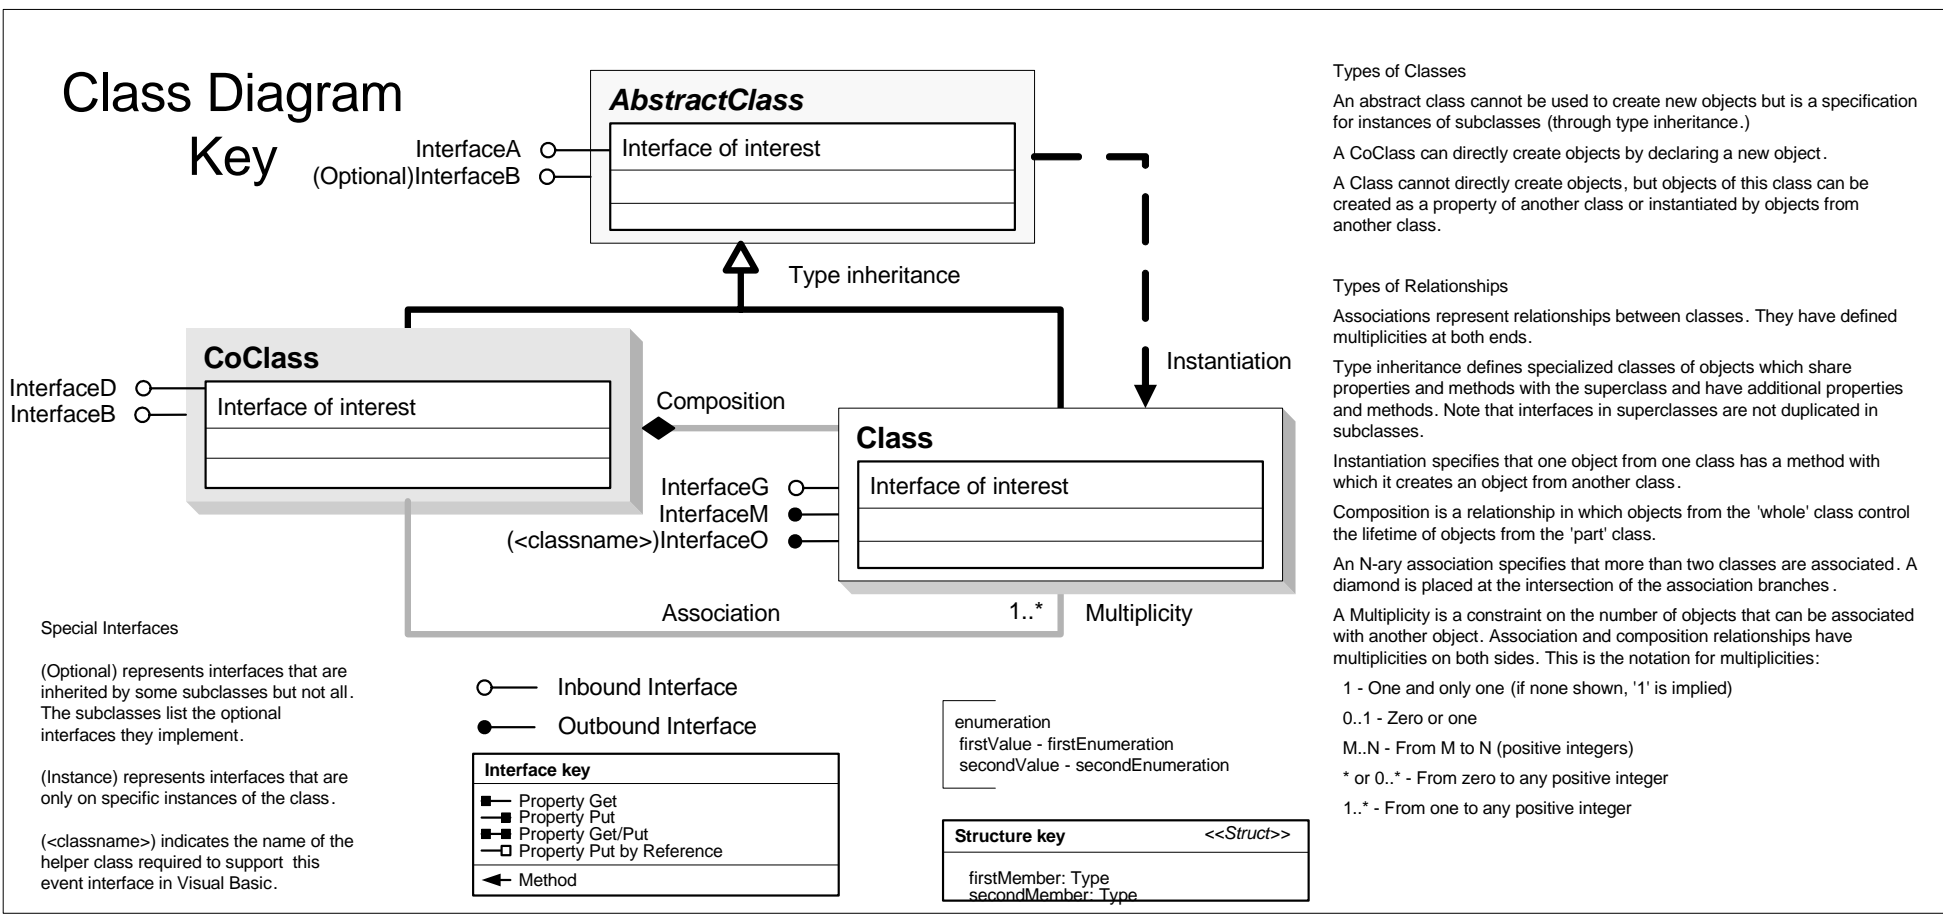 Class Diagram
Key
AbstractClass
Interface of interest
InterfaceA
(Optional)InterfaceB
Type inheritance
Instantiation
CoClass
Interface of interest
InterfaceD
InterfaceB
Composition
Class
Interface of interest
InterfaceG
InterfaceM
(<classname>)InterfaceO
Association
1..*
Multiplicity
Special Interfaces
(Optional) represents interfaces that are
inherited by some subclasses but not all.
The subclasses list the optional
interfaces they implement.
(Instance) represents interfaces that are
only on specific instances of the class.
(<classname>) indicates the name of the
helper class required to support this
event interface in Visual Basic.
Inbound Interface
Outbound Interface
Interface key
Property Get
Property Put
Property Get/Put
Property Put by Reference
Method
enumeration
firstValue - firstEnumeration
secondValue - secondEnumeration
Structure key
<<Struct>>
firstMember: Type
secondMember: Type
Types of Classes
An abstract class cannot be used to create new objects but is a specification
for instances of subclasses (through type inheritance.)
A CoClass can directly create objects by declaring a new object.
A Class cannot directly create objects, but objects of this class can be
created as a property of another class or instantiated by objects from
another class.
Types of Relationships
Associations represent relationships between classes. They have defined
multiplicities at both ends.
Type inheritance defines specialized classes of objects which share
properties and methods with the superclass and have additional properties
and methods. Note that interfaces in superclasses are not duplicated in
subclasses.
Instantiation specifies that one object from one class has a method with
which it creates an object from another class.
Composition is a relationship in which objects from the 'whole' class control
the lifetime of objects from the 'part' class.
An N-ary association specifies that more than two classes are associated. A
diamond is placed at the intersection of the association branches.
A Multiplicity is a constraint on the number of objects that can be associated
with another object. Association and composition relationships have
multiplicities on both sides. This is the notation for multiplicities:
1 - One and only one (if none shown, '1' is implied)
0..1 - Zero or one
M..N - From M to N (positive integers)
* or 0..* - From zero to any positive integer
1..* - From one to any positive integer